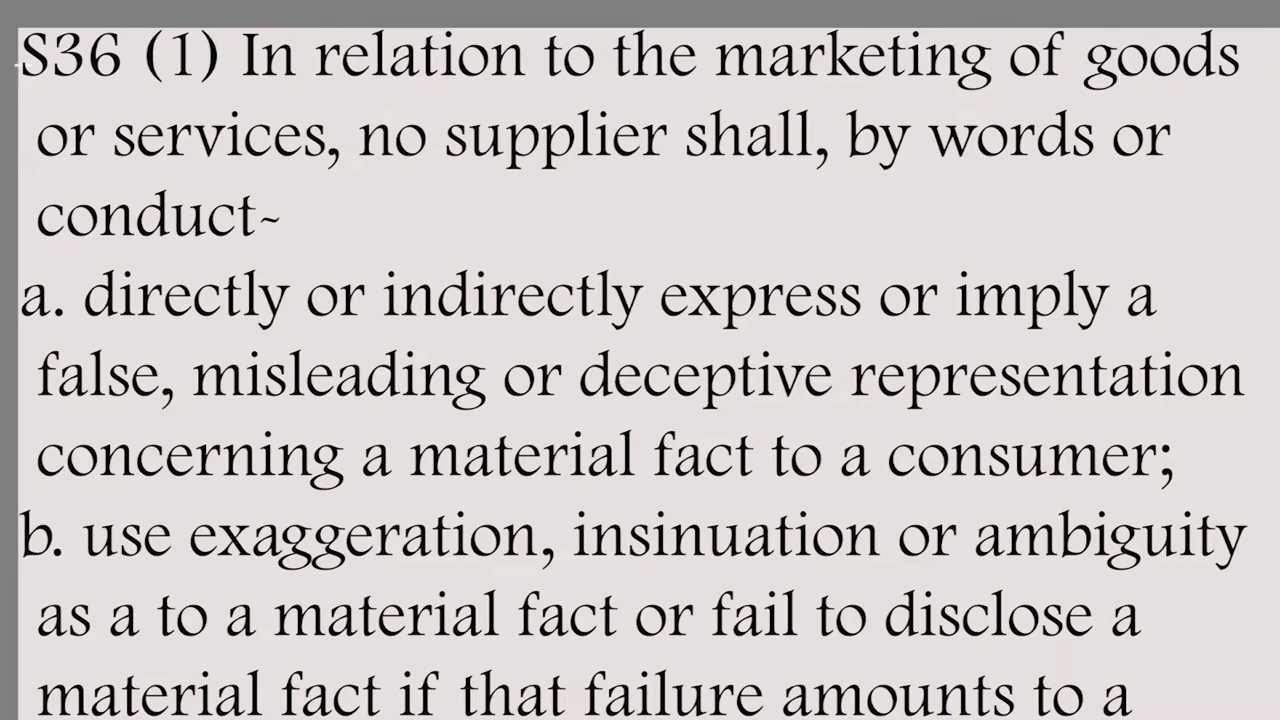 S36 (1) In relation to the marketing of goods
or services, no supplier shall, by words or
conduct~
a. directly or indirectly express or imply a
false, misleading or deceptive representation
concerning a material fact to a consumer;
b. use exaggeration, insinuation or ambiguity
as a to a material fact or fail to disclose a
material fact if that failure amounts to a